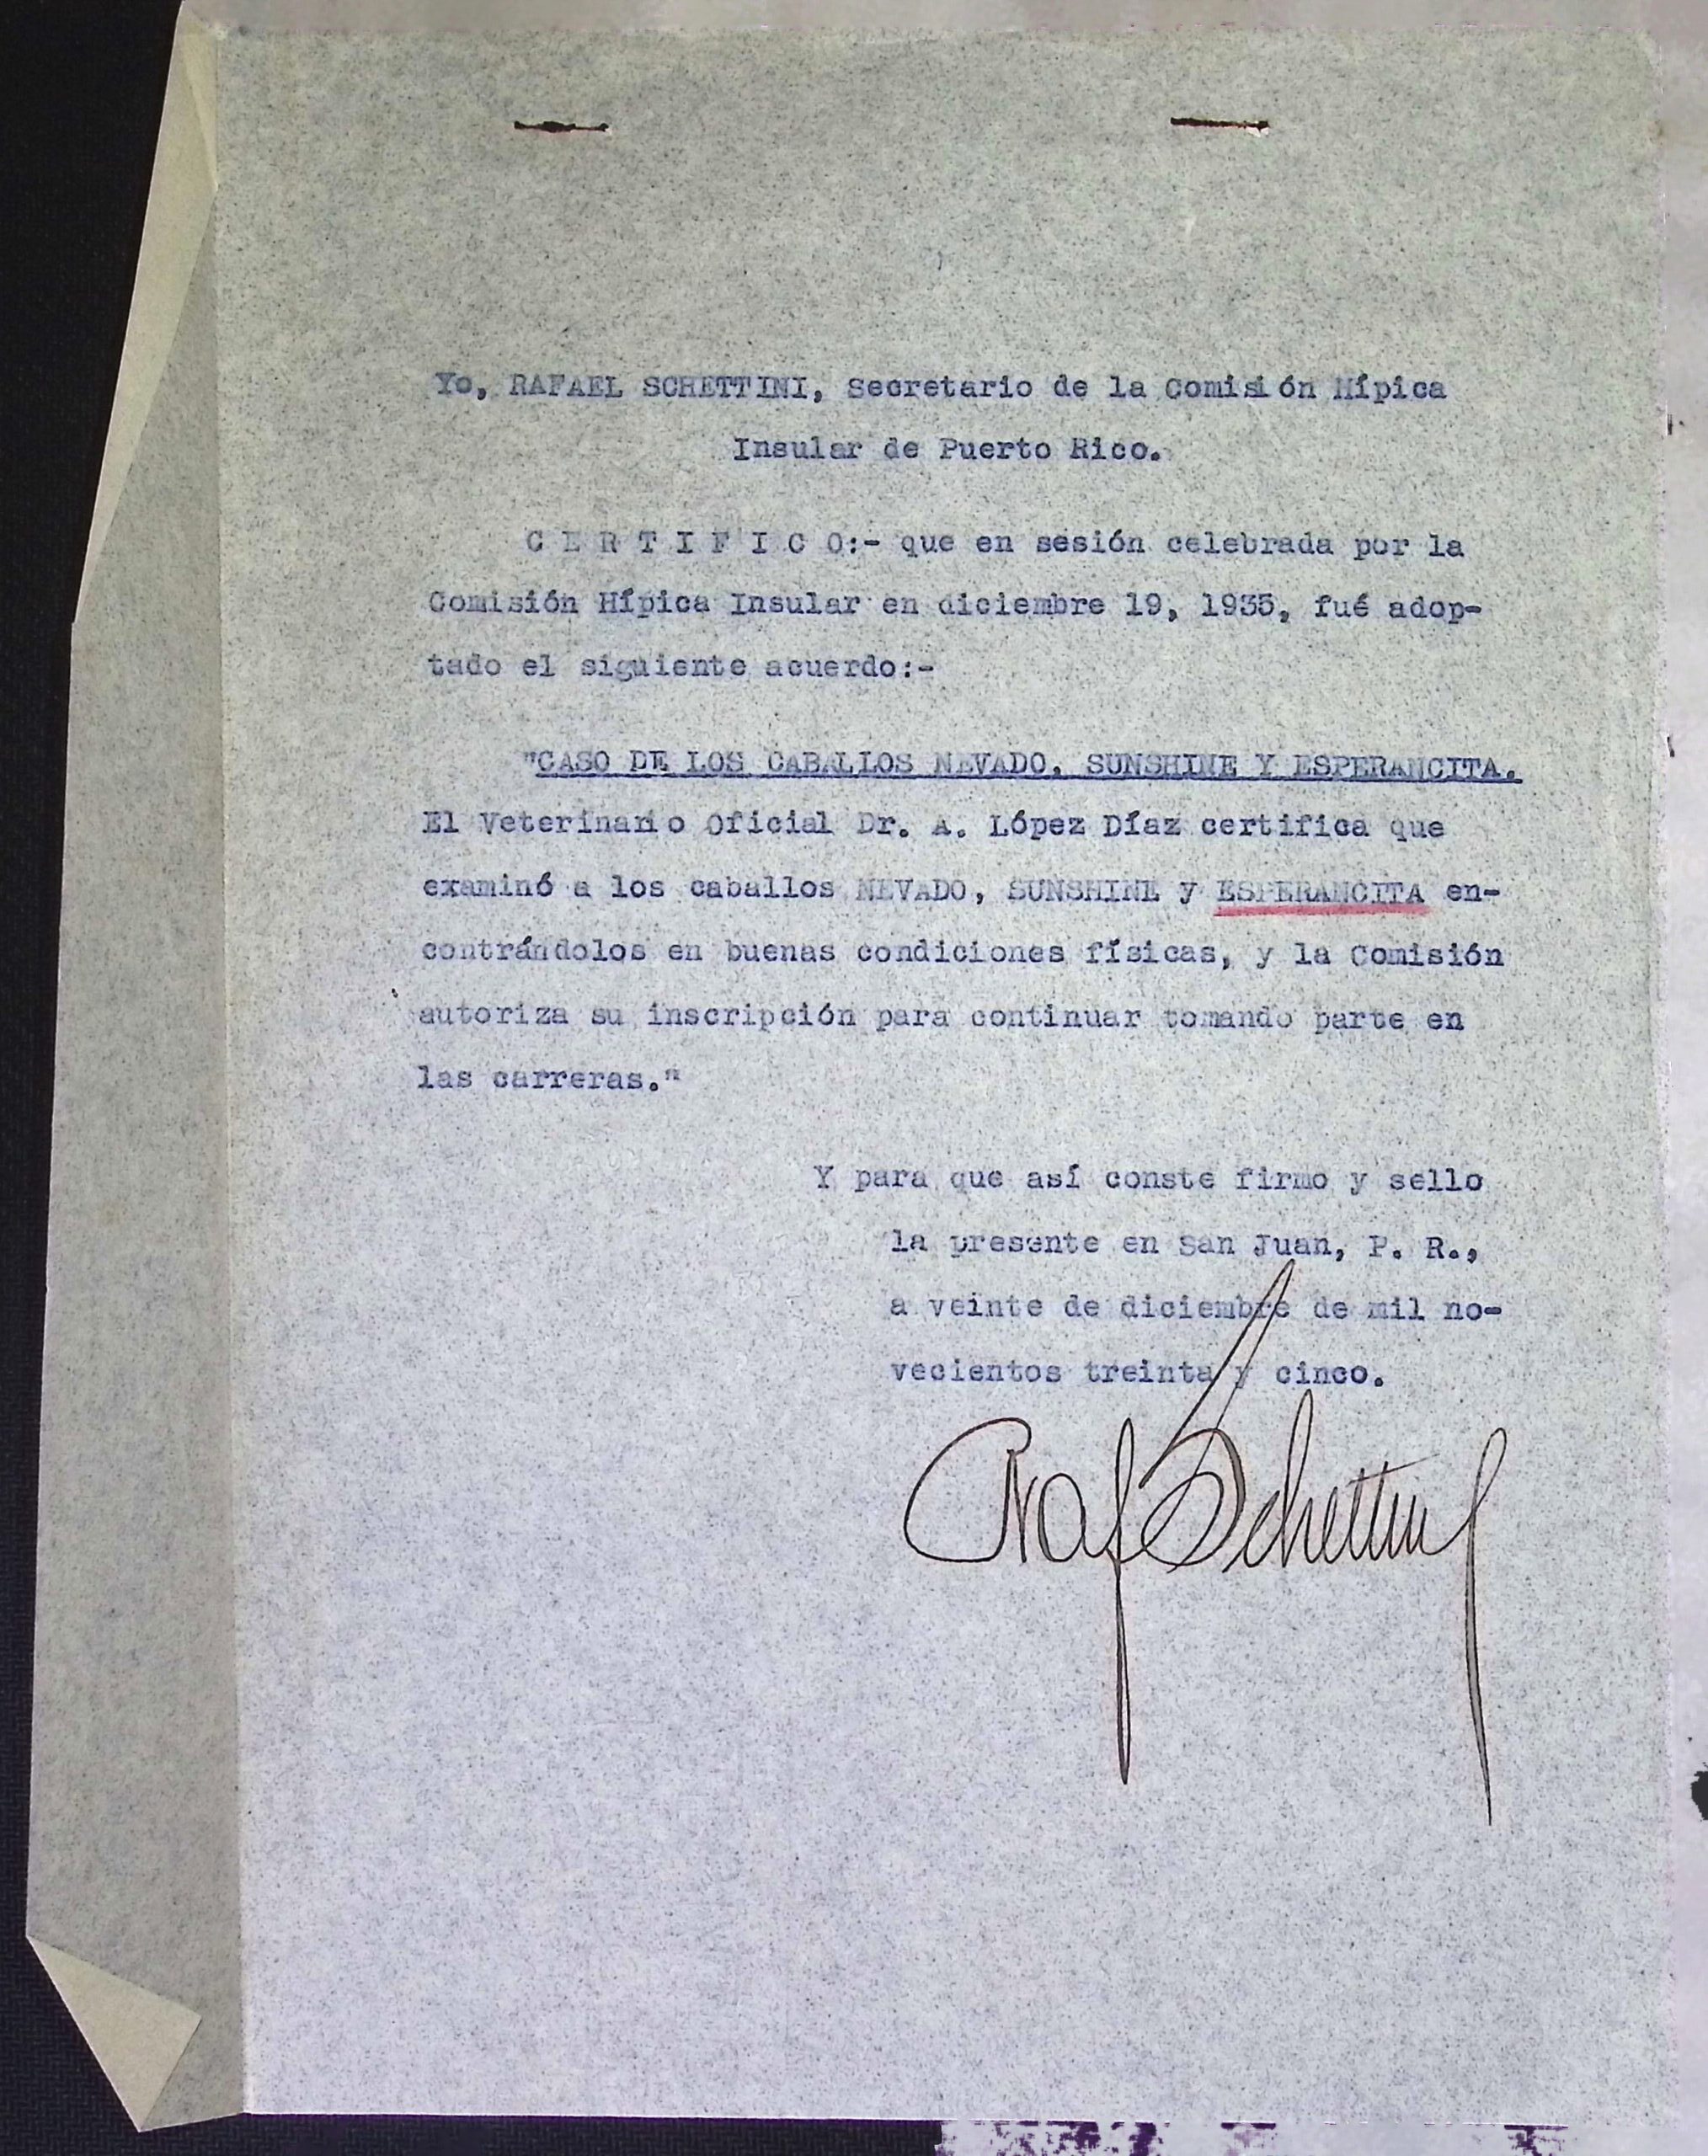 Yo, RAFAEL SCHETTINI, Secretario de la Comisión Hípica
Insular de Puerto Rico.
C E R T I F I C O:- que en sesión celebrada por la
Comisión Hípica Insular en diciembre 19, 1935, fué adop-
tado el siguiente acuerdo:-
"CASO DE LOS CABALLOS NEVADO, SUNSHINE Y ESPERANCITA.
El Veterinario Oficial Dr. A. López Díaz certifica que
examinó a los caballos NEVADO, SUNSHINE y ESPERANCITA en-
contrándolos en buenas condiciones físicas, y la Comisión
autoriza su inscripción para continuar tomando parte en
las carreras."
Y para que así conste firmo y sello
la presente en San Juan, P. R.,
a veinte de diciembre de mil no-
vecientos treinta y cinco.
Raf Schettini